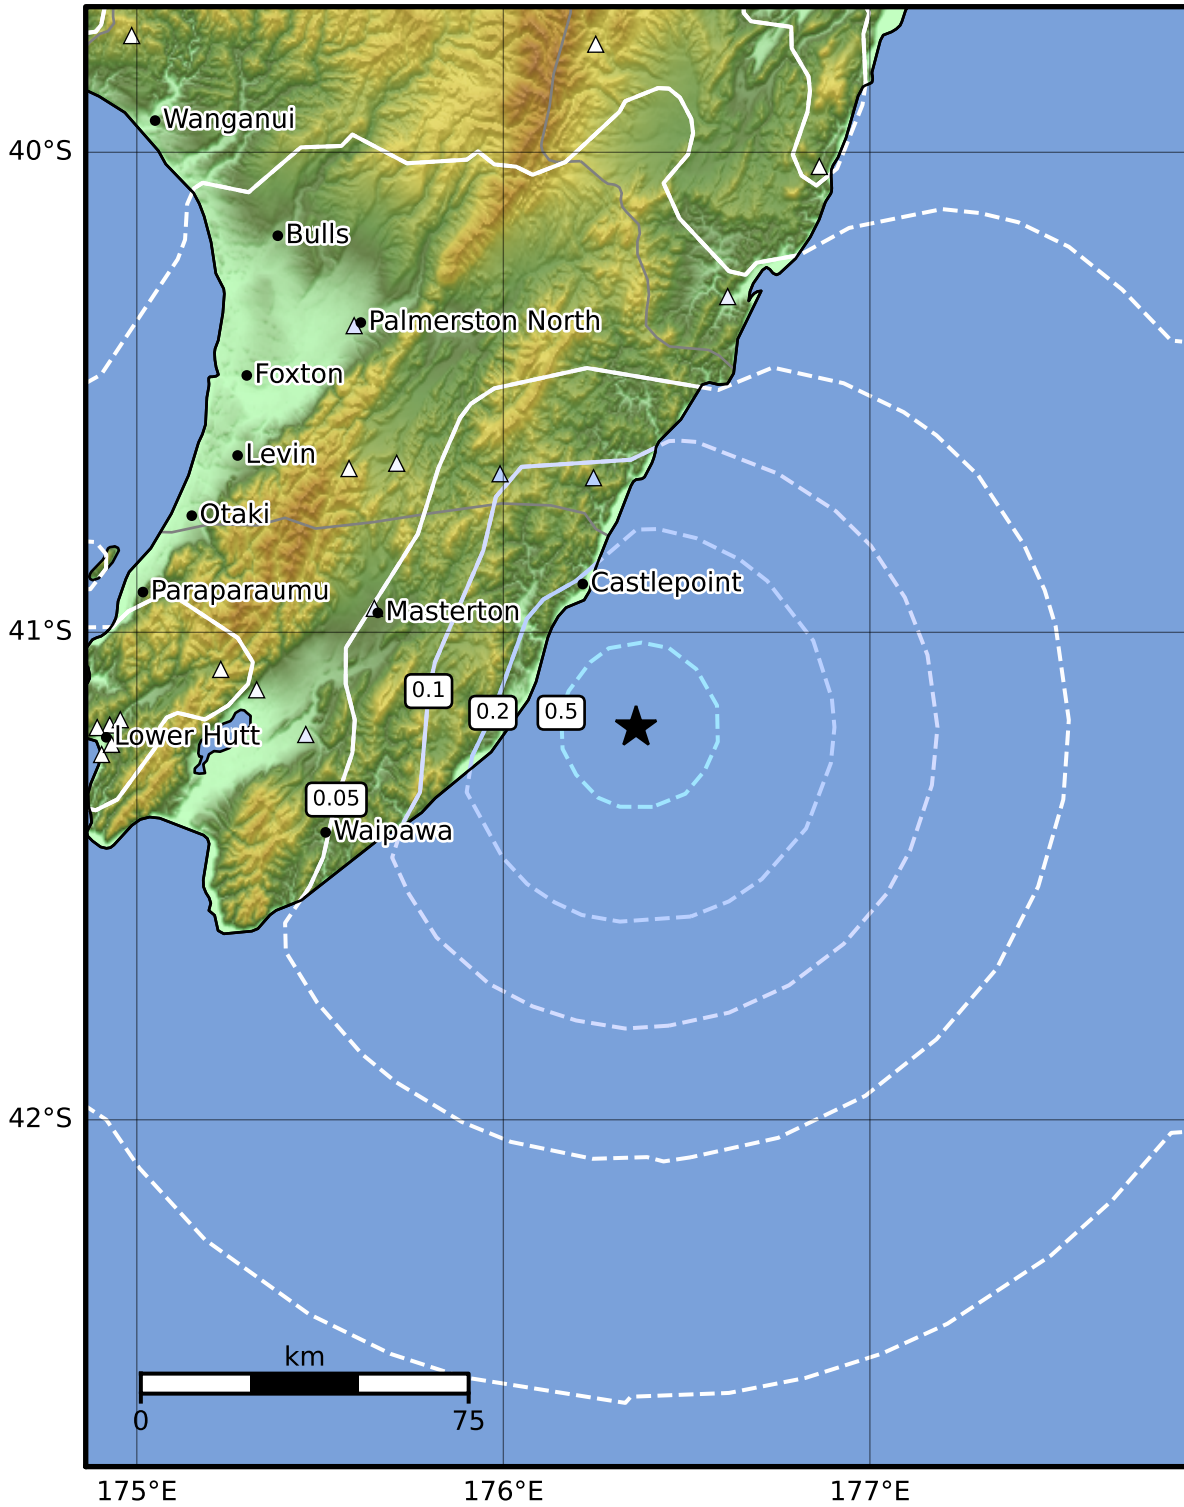 Wanganui
40°S
Bulls
Palmerston North
Foxton
Levin
Otaki
Castlepoint
Paraparaumu
Masterton
41°S
0.1
0.2
0.5
Lower Hutt
0.05
Waipawa
42°S
km
0
75
175°E
176°E
177°E